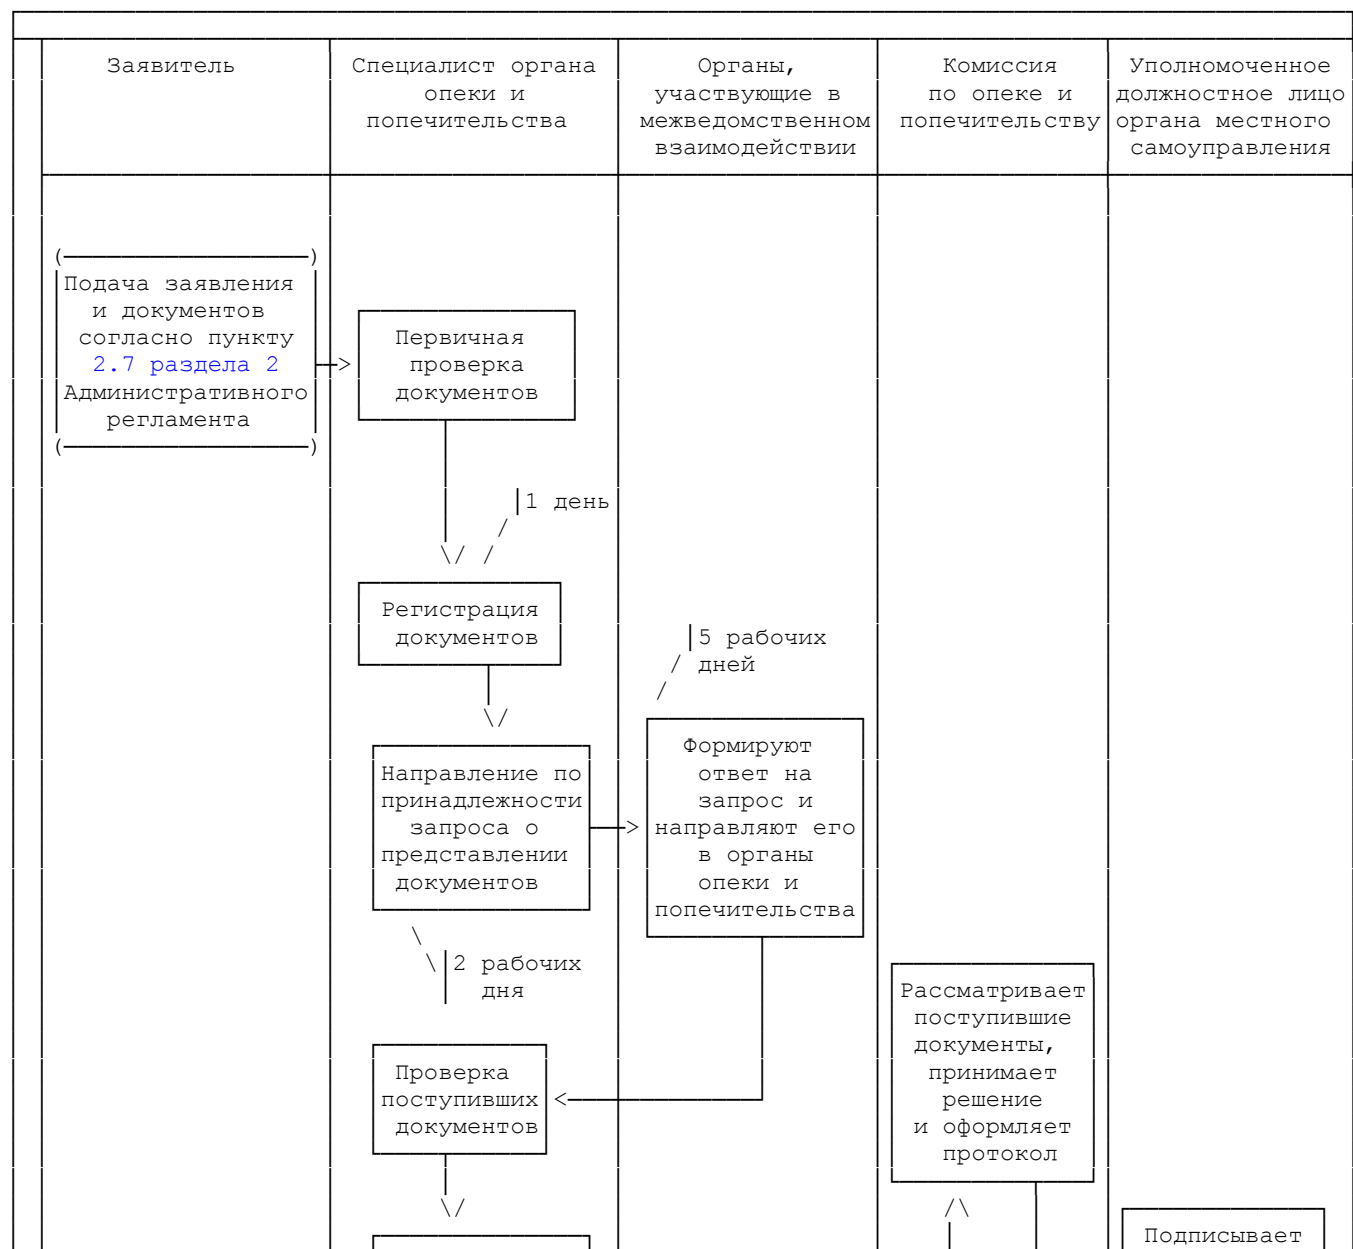 Заявитель
Специалист органа
опеки и
попечительства
Органы,
участвующие в
межведомственном
взаимодействии
Комиссия
по опеке и
попечительству
Уполномоченное
должностное лицо
органа местного
самоуправления
Подача заявления
и документов
согласно пункту
2.7 раздела 2
Административного
регламента
Первичная
проверка
документов
1 день
Регистрация
документов
5 рабочих
дней
Направление по
принадлежности
запроса о
представлении
документов
Формируют
ответ на
запрос и
направляют его
в органы
опеки и
попечительства
2 рабочих
дня
Проверка
поступивших
документов
Рассматривает
поступившие
документы,
принимает
решение
и оформляет
протокол
Подписывает